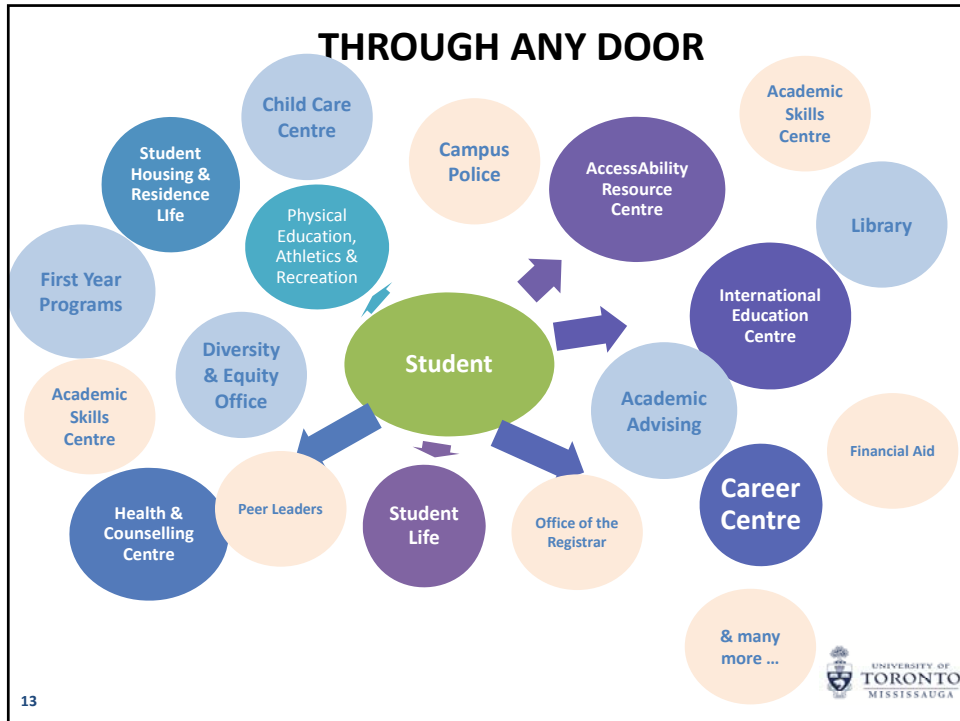 THROUGH ANY DOOR
Child Care
Centre
Academic
Skills
Centre
Campus
Police
Student
Housing &
Residence
LIfe
AccessAbility
Resource
Centre
Physical
Education,
Athletics &
Recreation
Library
First Year
Programs
International
Education
Centre
Student
Diversity
& Equity
Office
Academic
Skills
Centre
Academic
Advising
Financial Aid
Health &
Counselling
Centre
Peer Leaders
Student
Life
Office of the
Registrar
Career
Centre
& many
more …
UNIVERSITY OF
TORONTO
MISSISSAUGA
13